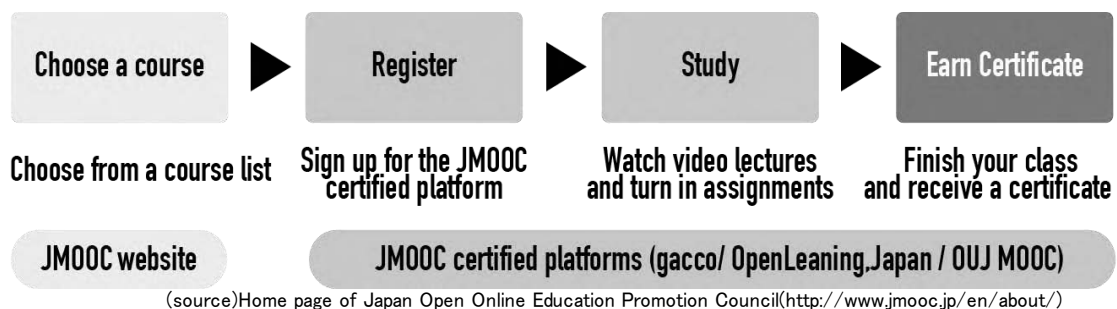 Choose a course
Register
Study
Earn Certificate
Choose from a course list
Sign up for the JMOOC
certified platform
Watch video lectures
and turn in assignments
Finish your class
and receive a certificate
JMOOC website
JMOOC certified platforms (gacco/ OpenLeaning,Japan / OUJ MOOC)
(source)Home page of Japan Open Online Education Promotion Council(http://www.jmooc.jp/en/about/)